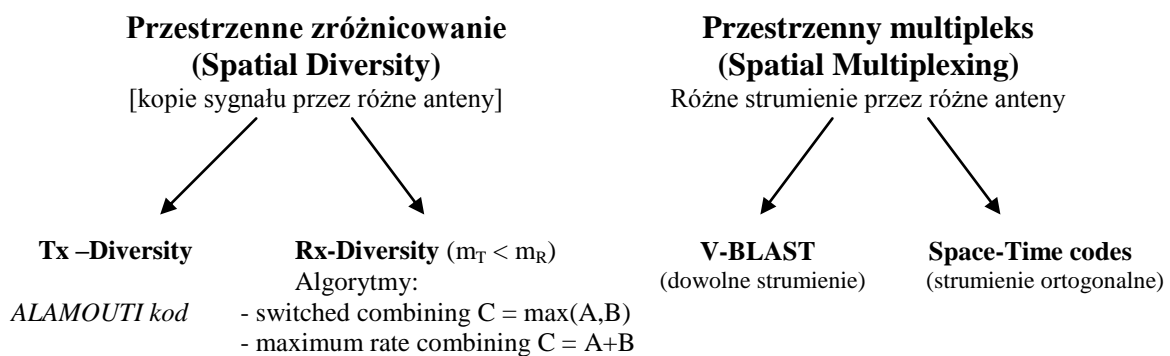 Przestrzenne zróżnicowanie
(Spatial Diversity)
[kopie sygnału przez różne anteny]
Przestrzenny multipleks
(Spatial Multiplexing)
Różne strumienie przez różne anteny
Tx –Diversity
ALAMOUTI kod
Rx-Diversity (mT < mR)
Algorytmy:
- switched combining C = max(A,B)
- maximum rate combining C = A+B
V-BLAST
(dowolne strumienie)
Space-Time codes
(strumienie ortogonalne)